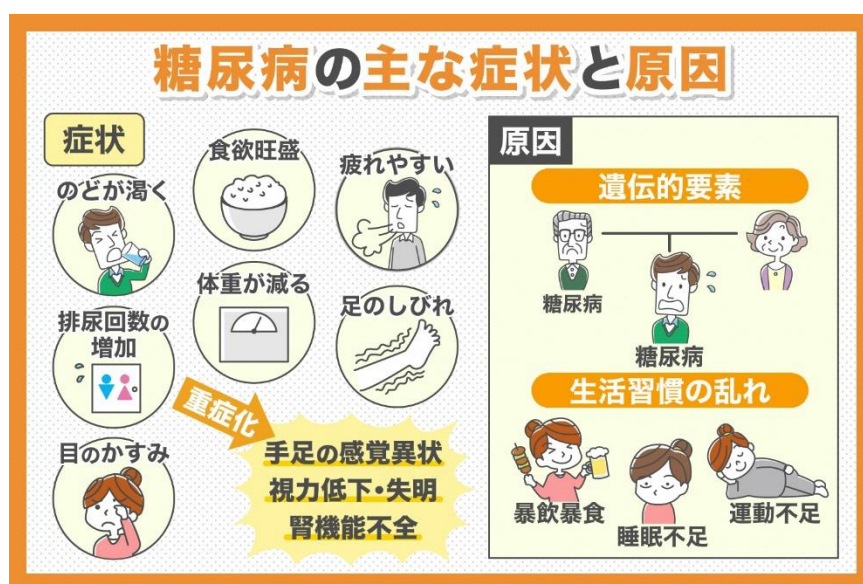 糖尿病の主な症状と原因
症状
のどが渇く
食欲旺盛
疲れやすい
排尿回数の
増加
体重が減る
足のしびれ
目のかすみ
重症化
手足の感覚異状
視力低下・失明
腎機能不全
原因
遺伝的要素
糖尿病
糖尿病
生活習慣の乱れ
暴飲暴食
睡眠不足
運動不足